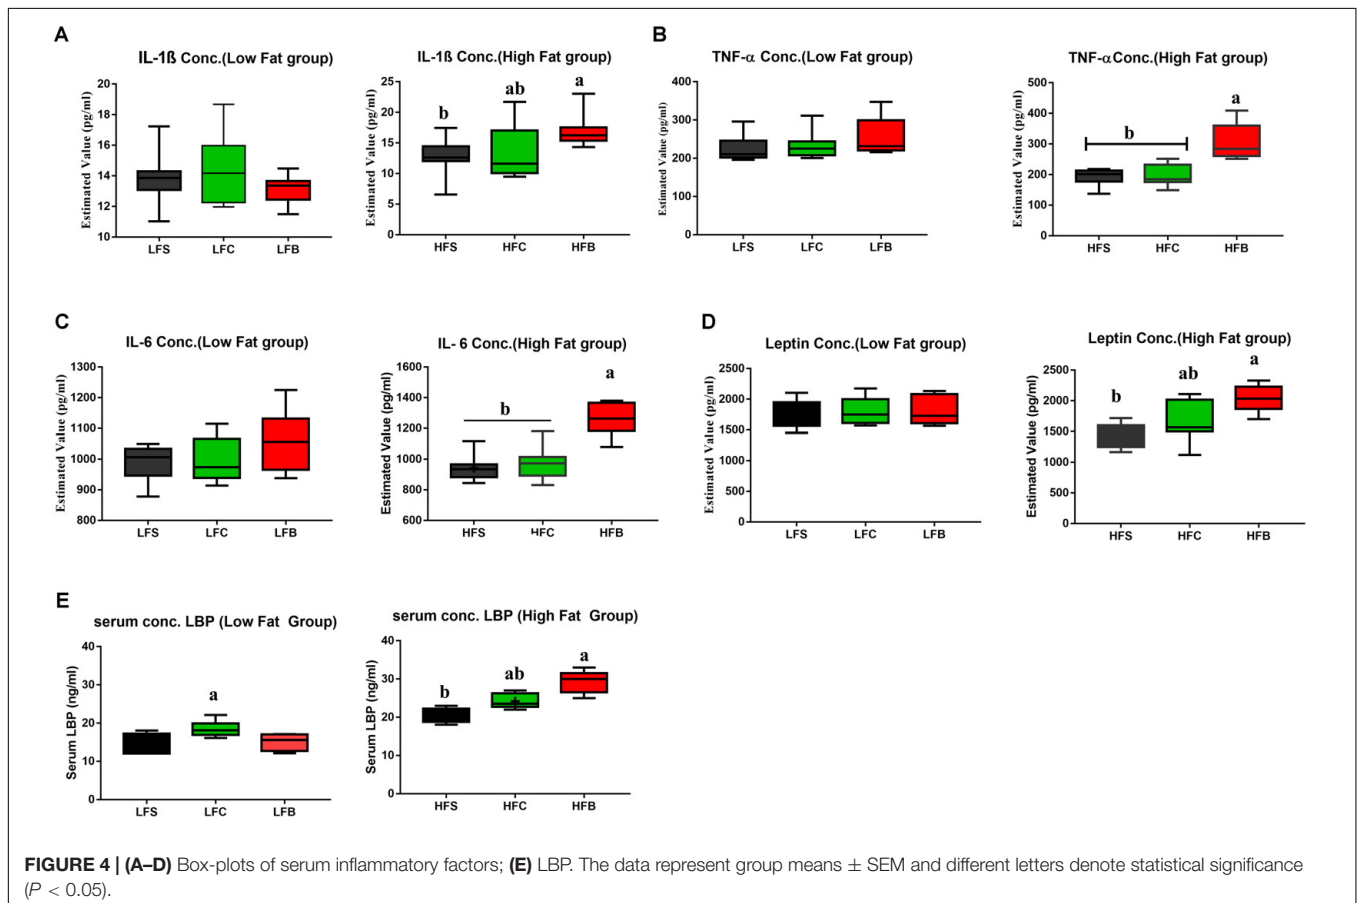 A
IL-1ß Conc.(Low Fat group)
Estimated Value (pg/ml)
20
18
16
14
12
10
LFS LFC LFB
IL-1ß Conc.(High Fat group)
Estimated Value (pg/ml)
25
20
15
10
5
0
b ab a
HFS HFC HFB
B
TNF-α Conc.(Low Fat group)
Estimated Value (pg/ml)
400
300
200
100
0
LFS LFC LFB
TNF-αConc.(High Fat group)
Estimated Value (pg/ml)
500
400
300
200
100
0
b a
HFS HFC HFB
C
IL-6 Conc.(Low Fat group)
Estimated Value (pg/ml)
1300
1200
1100
1000
900
800
LFS LFC LFB
IL- 6 Conc.(High Fat group)
Estimated Value (pg/ml)
1600
1400
1200
1000
800
600
b a
HFS HFC HFB
D
Leptin Conc.(Low Fat group)
Estimated Value (pg/ml)
2500
2000
1500
1000
500
0
LFS LFC LFB
Leptin Conc.(High Fat group)
Estimated Value (pg/ml)
2500
2000
1500
1000
500
0
b ab a
HFS HFC HFB
E
serum conc. LBP (Low Fat Group)
Serum LBP (ng/ml)
40
30
20
10
0
a
LFS LFC LFB
serum conc. LBP (High Fat Group)
Serum LBP (ng/ml)
40
30
20
10
0
b ab a
HFS HFC HFB
FIGURE 4 | (A–D) Box-plots of serum inflammatory factors; (E) LBP. The data represent group means ± SEM and different letters denote statistical significance
(P < 0.05).